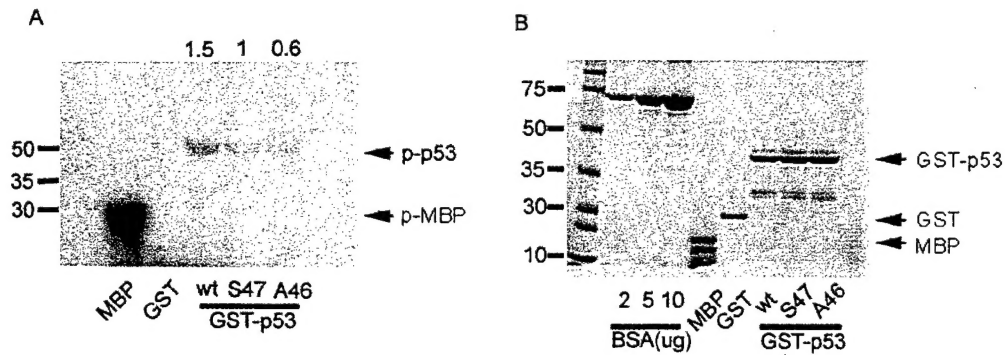 A
1.5 1 0.6
50
35
30
p-p53
p-MBP
MBP GST wt S47 A46
GST-p53
B
75
50
35
30
10
GST-p53
GST
MBP
2 5 10 MBP GST wt S47 A46
BSA(ug) GST-p53